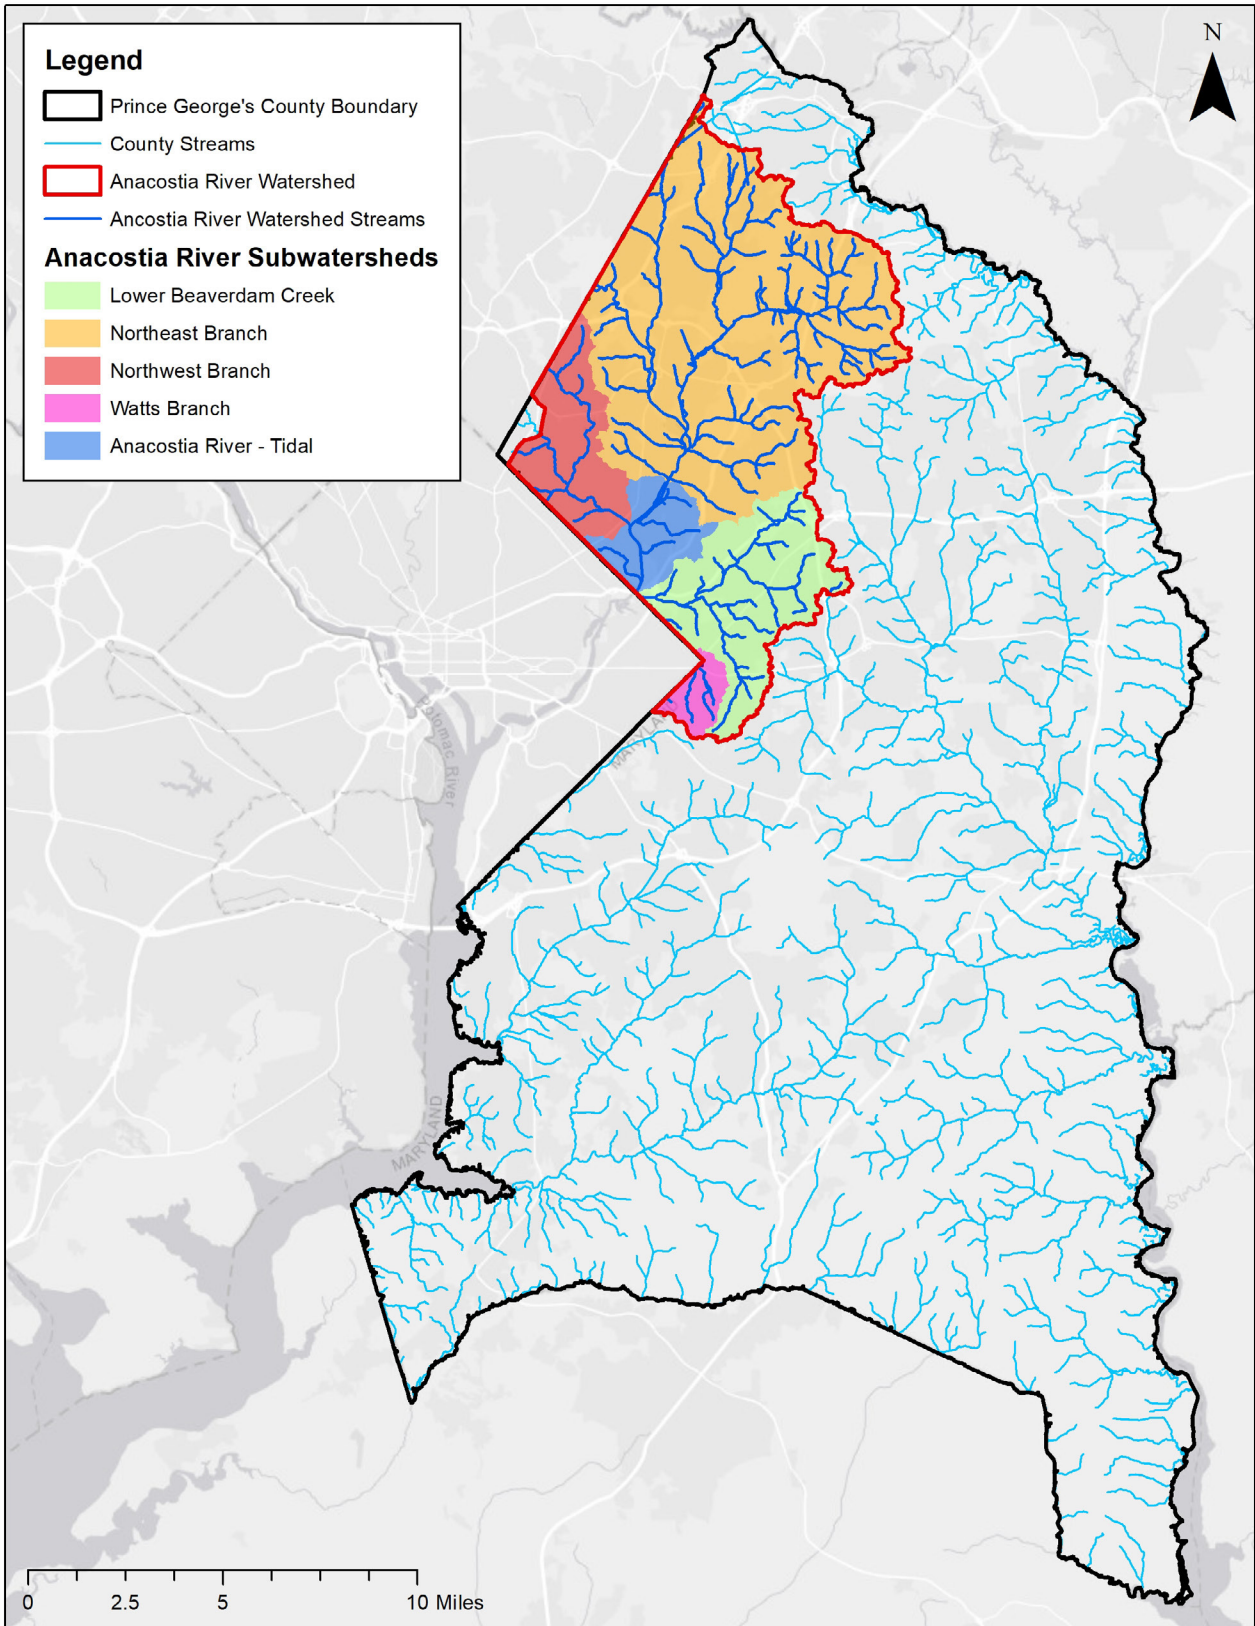 Legend
Prince George's County Boundary
County Streams
Anacostia River Watershed
Ancostia River Watershed Streams
Anacostia River Subwatersheds
Lower Beaverdam Creek
Northeast Branch
Northwest Branch
Watts Branch
Anacostia River - Tidal
N
MARYLAND
Potomac River
MARYLAND
0 2.5 5 10 Miles